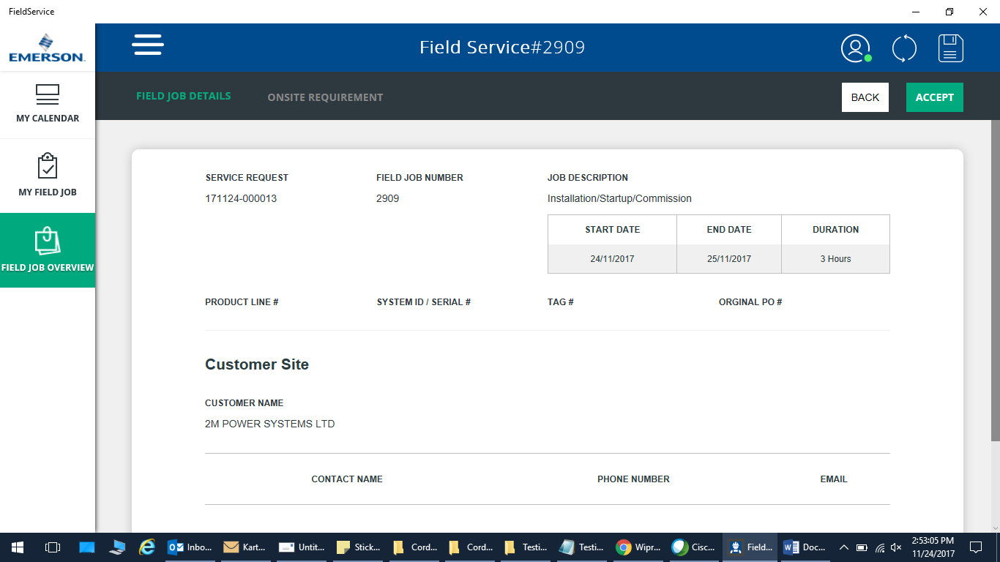 FieldService
EMERSON.
Field Service#2909
FIELD JOB DETAILS
ONSITE REQUIREMENT
BACK
ACCEPT
MY CALENDAR
MY FIELD JOB
FIELD JOB OVERVIEW
SERVICE REQUEST
FIELD JOB NUMBER
JOB DESCRIPTION
171124-000013
2909
Installation/Startup/Commission
START DATE
END DATE
DURATION
24/11/2017
25/11/2017
3 Hours
PRODUCT LINE #
SYSTEM ID / SERIAL #
TAG #
ORGINAL PO #
Customer Site
CUSTOMER NAME
2M POWER SYSTEMS LTD
CONTACT NAME
PHONE NUMBER
EMAIL
Inbo...
Kart...
Untit...
Stick...
Cord...
Cord...
Testi...
Testi...
Wipr...
Cisc...
Field...
Doc...
2:53:05 PM
11/24/2017